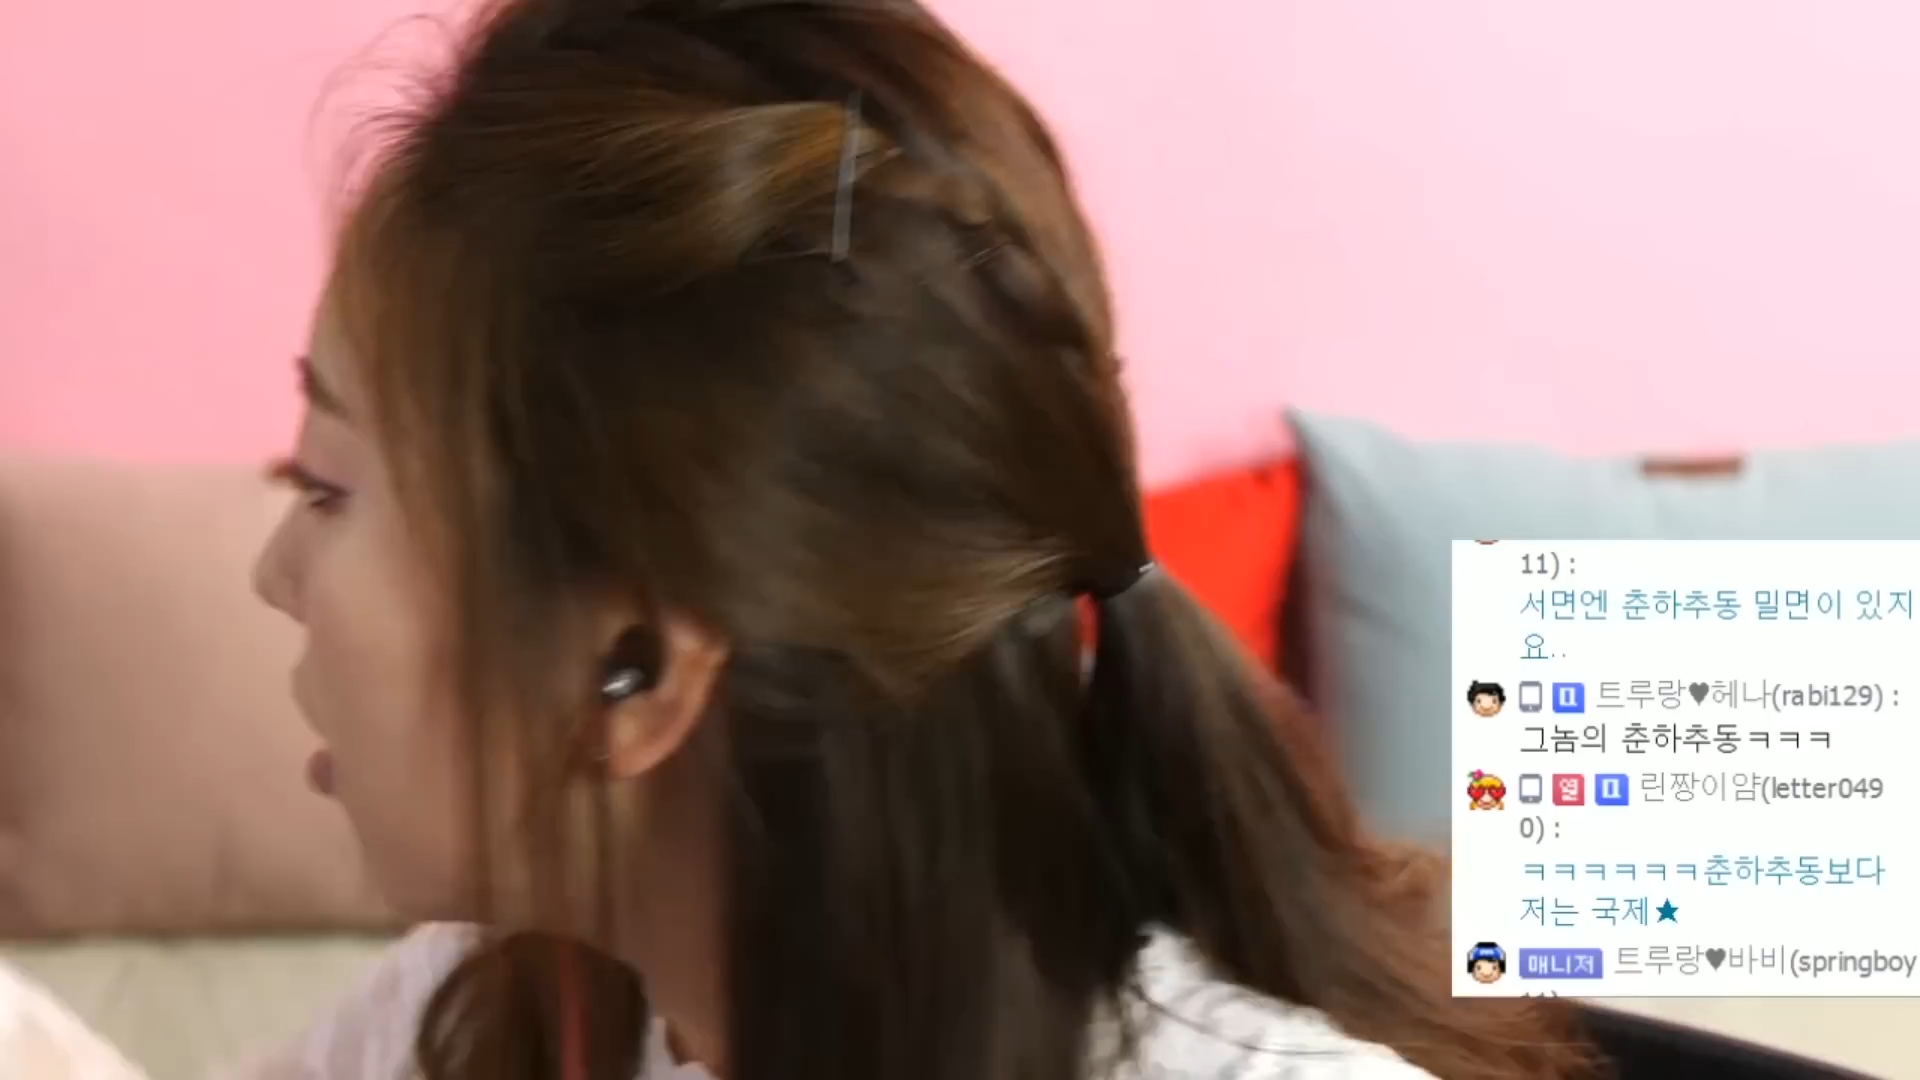 11) :
서면엔 춘하추동 밀면이 있지
요..
트루랑♥헤나(rabi129) :
그놈의 춘하추동ㅋㅋㅋ
열 린짱이얌(letter049
0) :
ㅋㅋㅋㅋㅋㅋ춘하추동보다
저는 국제★
매니저 트루랑♥바비(springboy